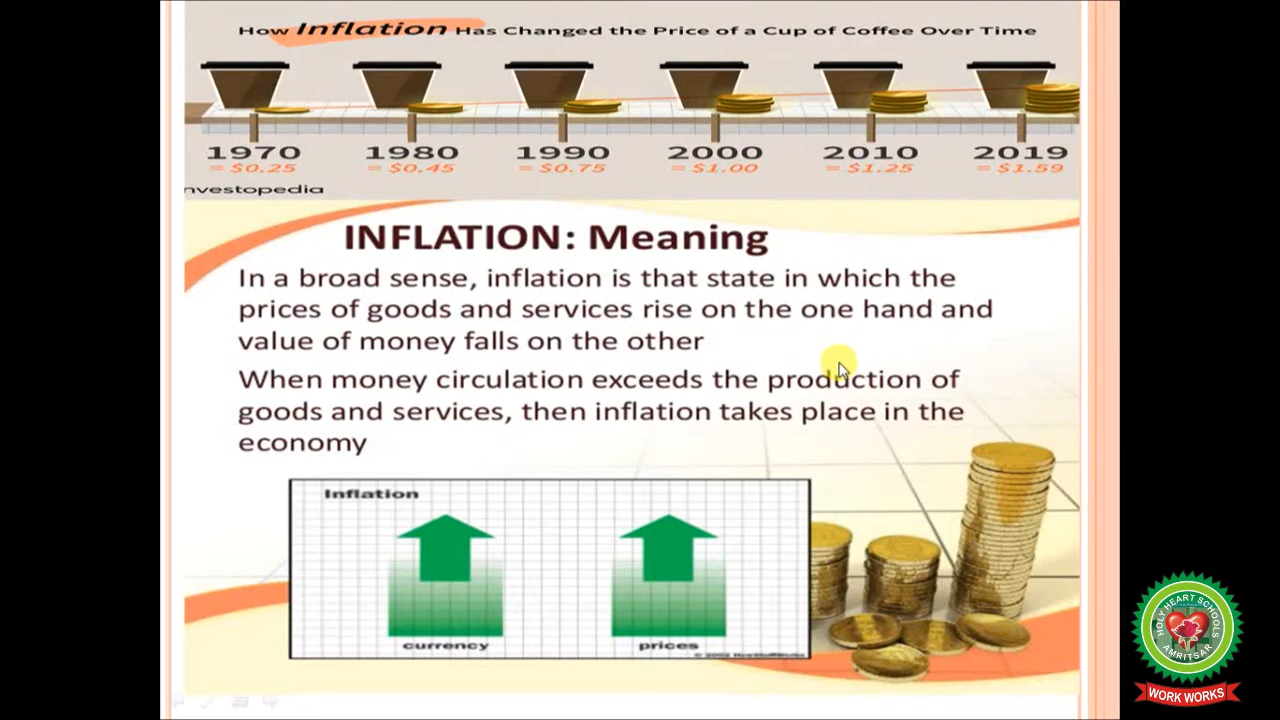 How Inflation Has Changed the Price of a Cup of Coffee Over Time
1970 1980 1990 2000 2010 2019
= $0.25 = $0.45 = $0.75 = $1.00 = $1.25 = $1.59
nvestopedia
INFLATION: Meaning
In a broad sense, inflation is that state in which the
prices of goods and services rise on the one hand and
value of money falls on the other
When money circulation exceeds the production of
goods and services, then inflation takes place in the
economy
Inflation
currency prices
© 2002 HowStuffWorks
HOLY HEART SCHOOLS
AMRITSAR
WORK WORKS